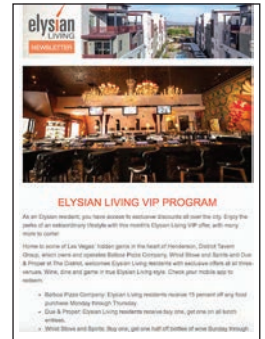 elysian
LIVING
NEWSLETTER
ELYSIAN LIVING VIP PROGRAM
As an Elysian resident, you have access to exclusive discounts all over the city. Enjoy the
perks of an extraordinary lifestyle with this month's Elysian Living VIP offer, with many
more to come!
Home to some of Las Vegas' hidden gems in the heart of Henderson, District Tavern
Group, which owns and operates Balboa Pizza Company, Whist Stove and Spirits and Due
& Proper at The District, welcomes Elysian Living residents with exclusive offers at all three
venues. Wine, dine and game in true Elysian Living style. Check your mobile app to
redeem:
• Balboa Pizza Company: Elysian Living residents receive 15 percent off any food
purchase Monday through Thursday.
• Due & Proper: Elysian Living residents receive buy one, get one on all lunch
entrees.
• Whist Stove and Spirits: Buy one, get one half off bottles of wine Sunday through